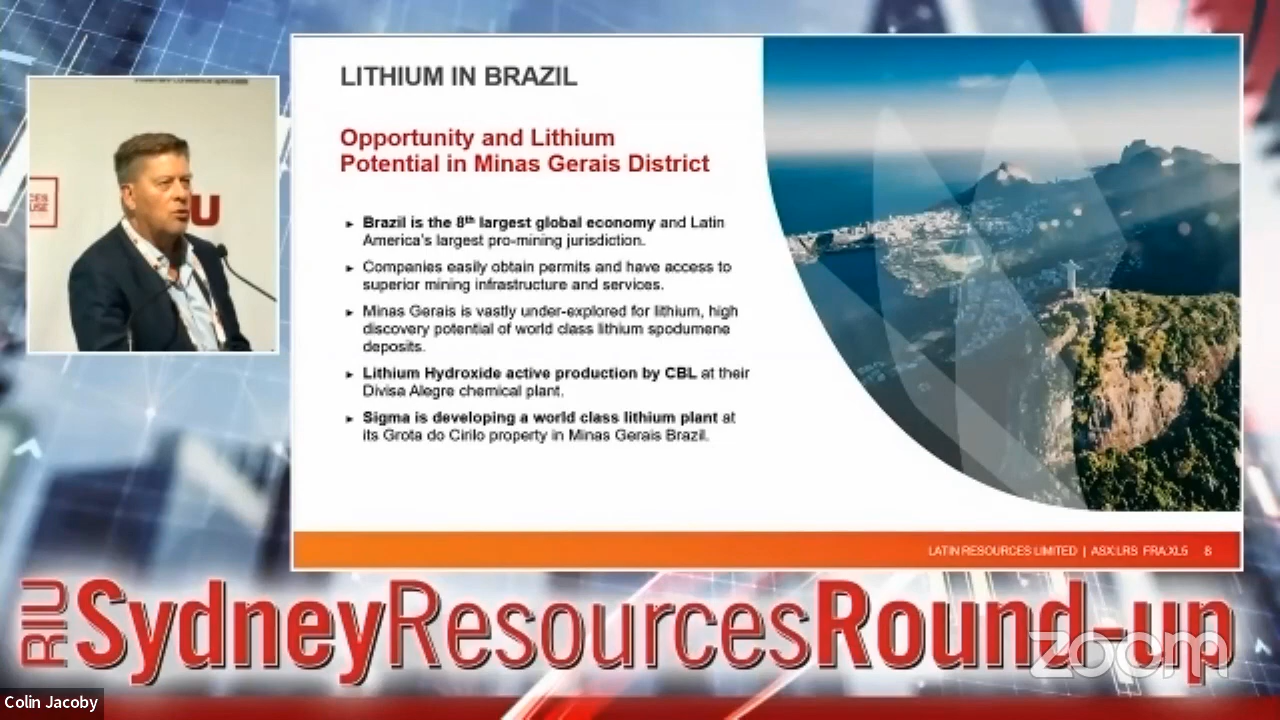 LITHIUM IN BRAZIL
Opportunity and Lithium
Potential in Minas Gerais District
► Brazil is the 8th largest global economy and Latin
America's largest pro-mining jurisdiction.
► Companies easily obtain permits and have access to
superior mining infrastructure and services.
► Minas Gerais is vastly under-explored for lithium, high
discovery potential of world class lithium spodumene
deposits.
► Lithium Hydroxide active production by CBL at their
Divisa Alegre chemical plant.
► Sigma is developing a world class lithium plant at
its Grota do Cirilo property in Minas Gerais Brazil.
LATIN RESOURCES LIMITED | ASX:LRS FRA:XL5 8
U
RIU SydneyResourcesRound-up
zoom
Colin Jacoby